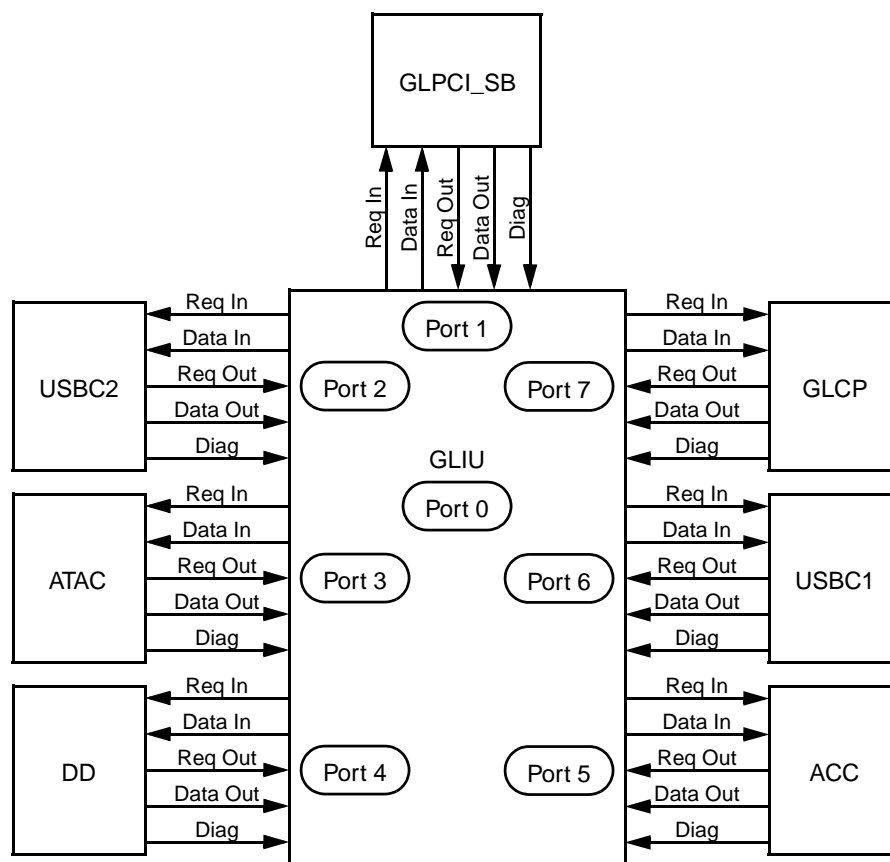 GLPCI_SB
Req In
Data In
Req Out
Data Out
Diag
Port 1
Req In
Data In
Req Out
Data Out
Diag
USBC2
Port 2
Port 7
Req In
Data In
Req Out
Data Out
Diag
GLCP
GLIU
Port 0
Req In
Data In
Req Out
Data Out
Diag
ATAC
Port 3
Port 6
Req In
Data In
Req Out
Data Out
Diag
USBC1
Req In
Data In
Req Out
Data Out
Diag
DD
Port 4
Port 5
Req In
Data In
Req Out
Data Out
Diag
ACC